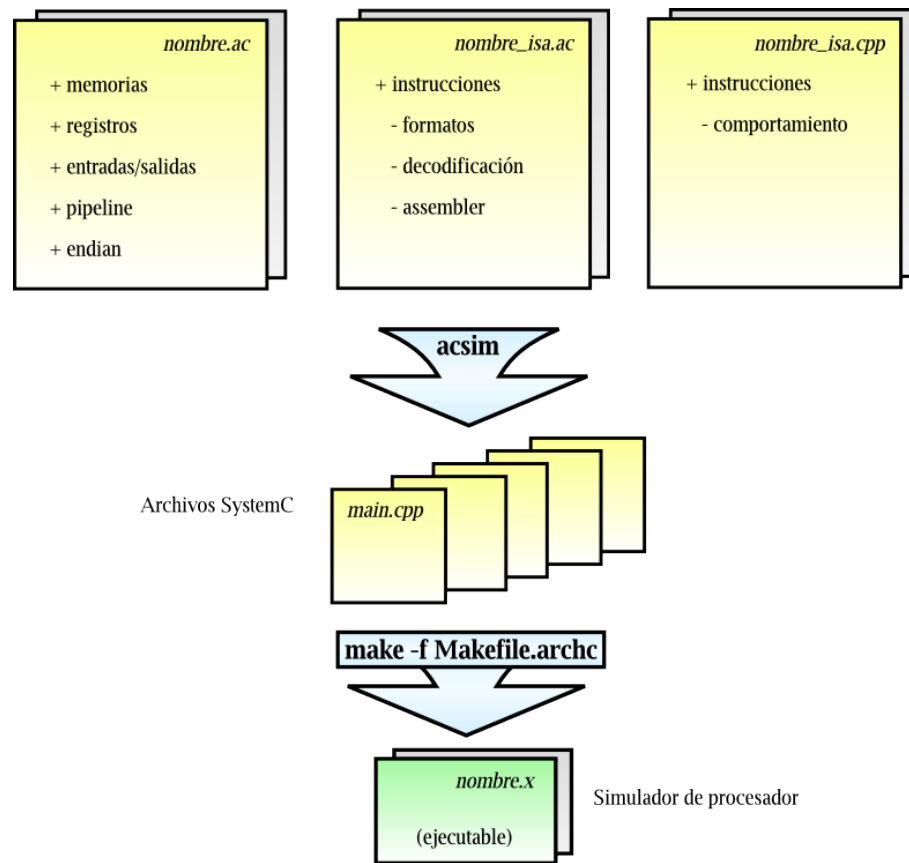 nombre.ac
+ memorias
+ registros
+ entradas/salidas
+ pipeline
+ endian
nombre_isa.ac
+ instrucciones
- formatos
- decodificación
- assembler
nombre_isa.cpp
+ instrucciones
- comportamiento
acsim
Archivos SystemC
main.cpp
make -f Makefile.archc
nombre.x
(ejecutable)
Simulador de procesador